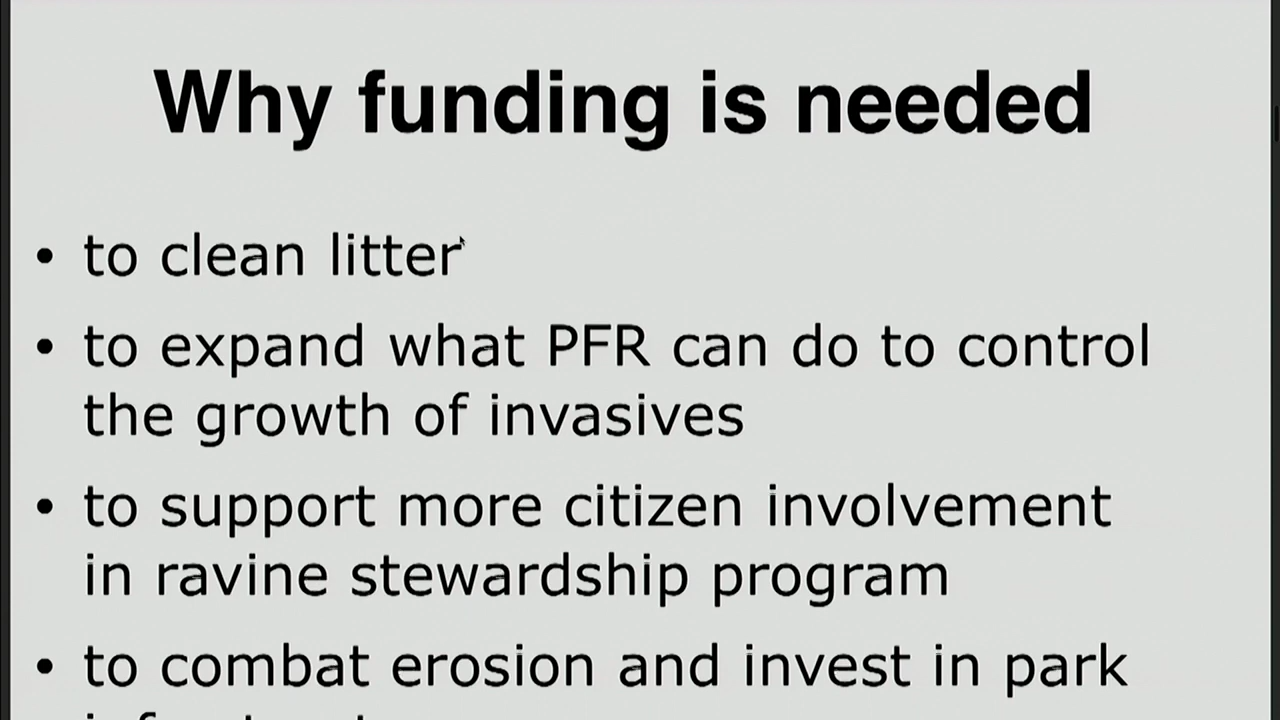 Why funding is needed
• to clean litter
• to expand what PFR can do to control
the growth of invasives
• to support more citizen involvement
in ravine stewardship program
• to combat erosion and invest in park